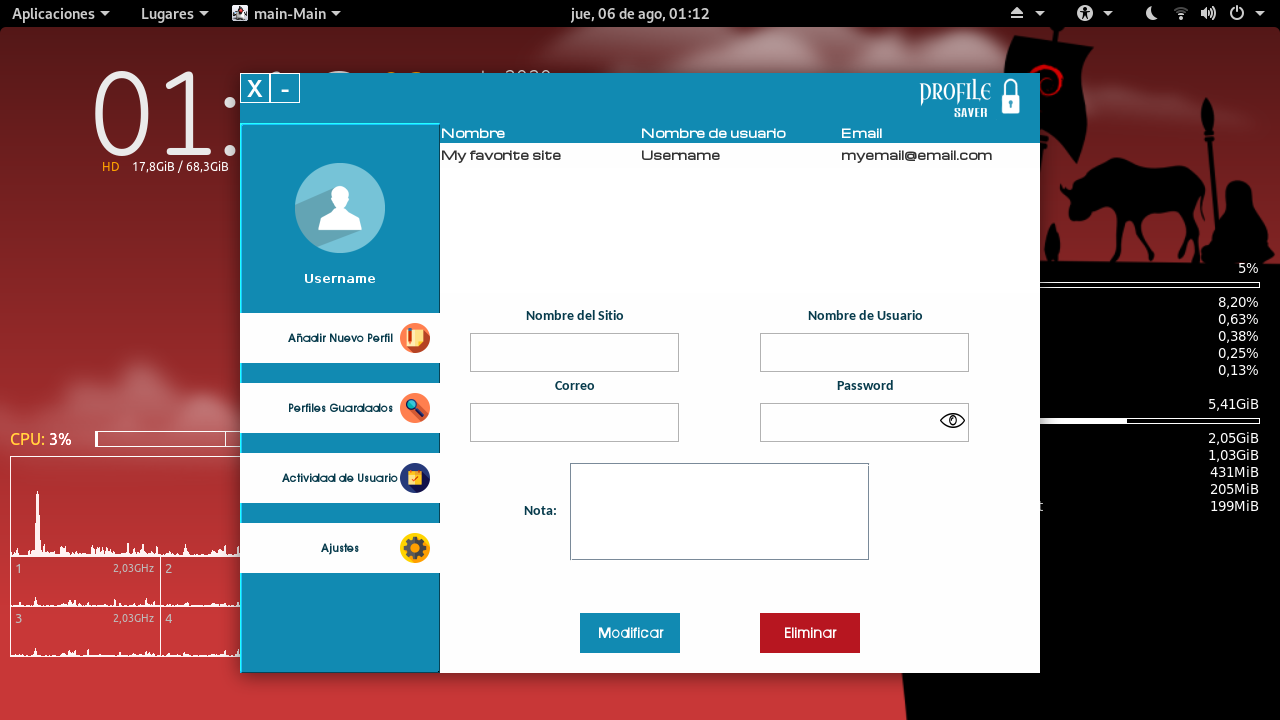 Aplicaciones Lugares main-Main jue, 06 de ago, 01:12
01:
HD 17,8GiB / 68,3GiB
X -
PROFILE
SAVER
Nombre Nombre de usuario Email
My favorite site Username myemail@email.com
Username
Añadir Nuevo Perfil
Perfiles Guardados
Actividad de Usuario
Ajustes
Nombre del Sitio Nombre de Usuario
Correo Password
Nota:
Modificar Eliminar
CPU: 3%
1 2,03GHz 2
3 2,03GHz 4
5%
8,20%
0,63%
0,38%
0,25%
0,13%
5,41GiB
2,05GiB
1,03GiB
431MiB
205MiB
t 199MiB